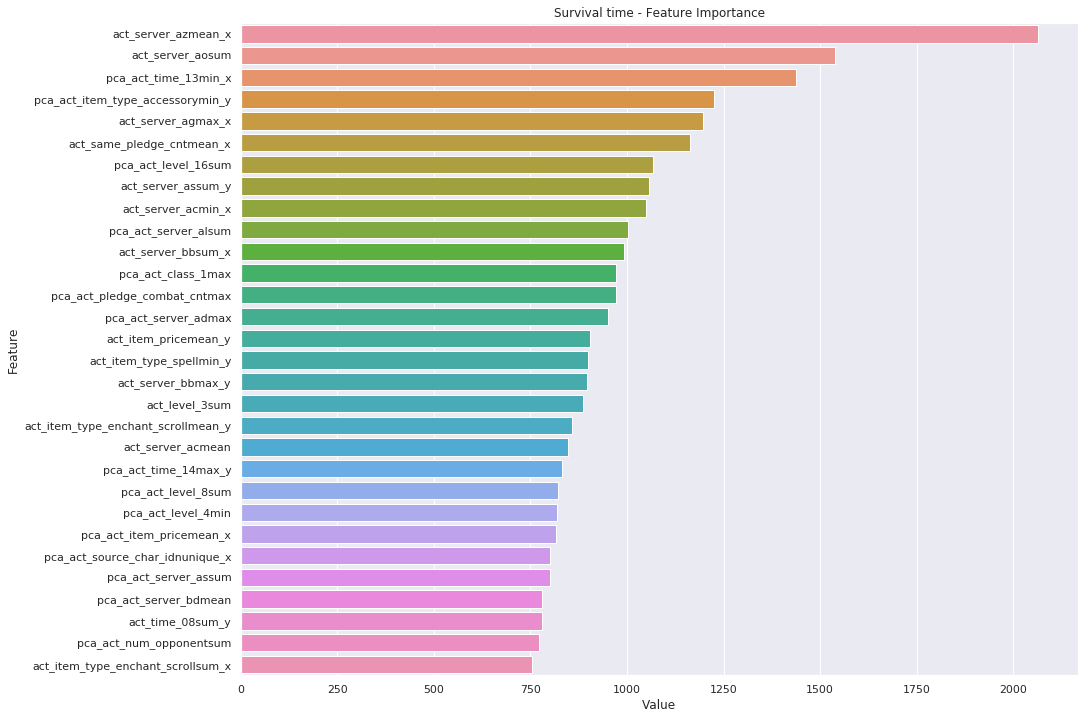 Survival time - Feature Importance
act_server_azmean_x
act_server_aosum
pca_act_time_13min_x
pca_act_item_type_accessorymin_y
act_server_agmax_x
act_same_pledge_cntmean_x
pca_act_level_16sum
act_server_assum_y
act_server_acmin_x
pca_act_server_alsum
act_server_bbsum_x
pca_act_class_1max
pca_act_pledge_combat_cntmax
pca_act_server_admax
act_item_pricemean_y
act_item_type_spellmin_y
act_server_bbmax_y
act_level_3sum
act_item_type_enchant_scrollmean_y
act_server_acmean
pca_act_time_14max_y
pca_act_level_8sum
pca_act_level_4min
pca_act_item_pricemean_x
pca_act_source_char_idnunique_x
pca_act_server_assum
pca_act_server_bdmean
act_time_08sum_y
pca_act_num_opponentsum
act_item_type_enchant_scrollsum_x
Feature
0 250 500 750 1000 1250 1500 1750 2000
Value